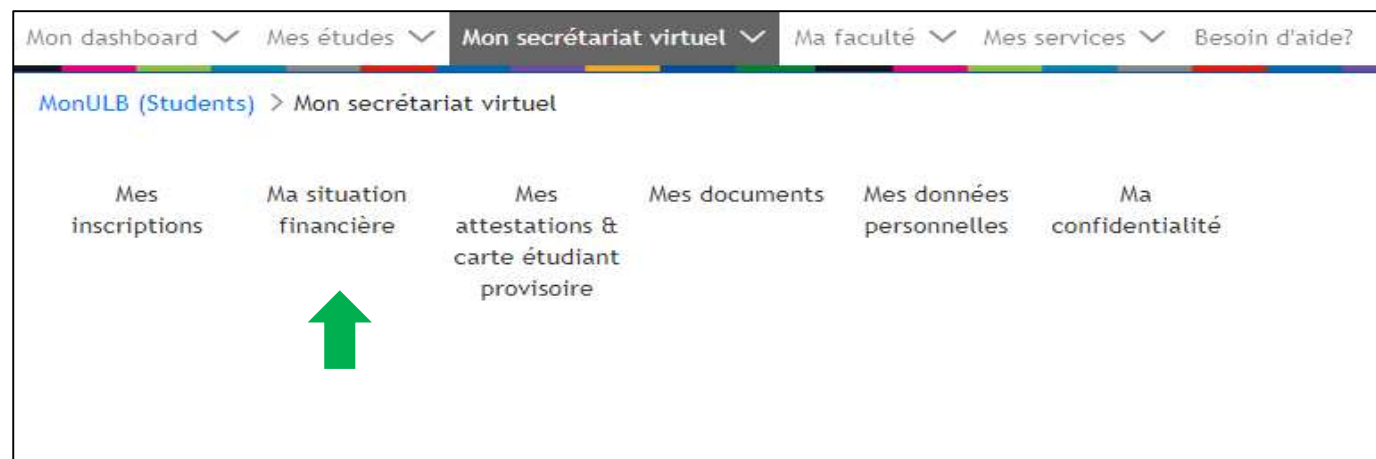 Mon dashboard Mes études Mon secrétariat virtuel Ma faculté Mes services Besoin d'aide?
MonULB (Students) > Mon secrétariat virtuel
Mes inscriptions
Ma situation financière
Mes attestations & carte étudiant provisoire
Mes documents
Mes données personnelles
Ma confidentialité